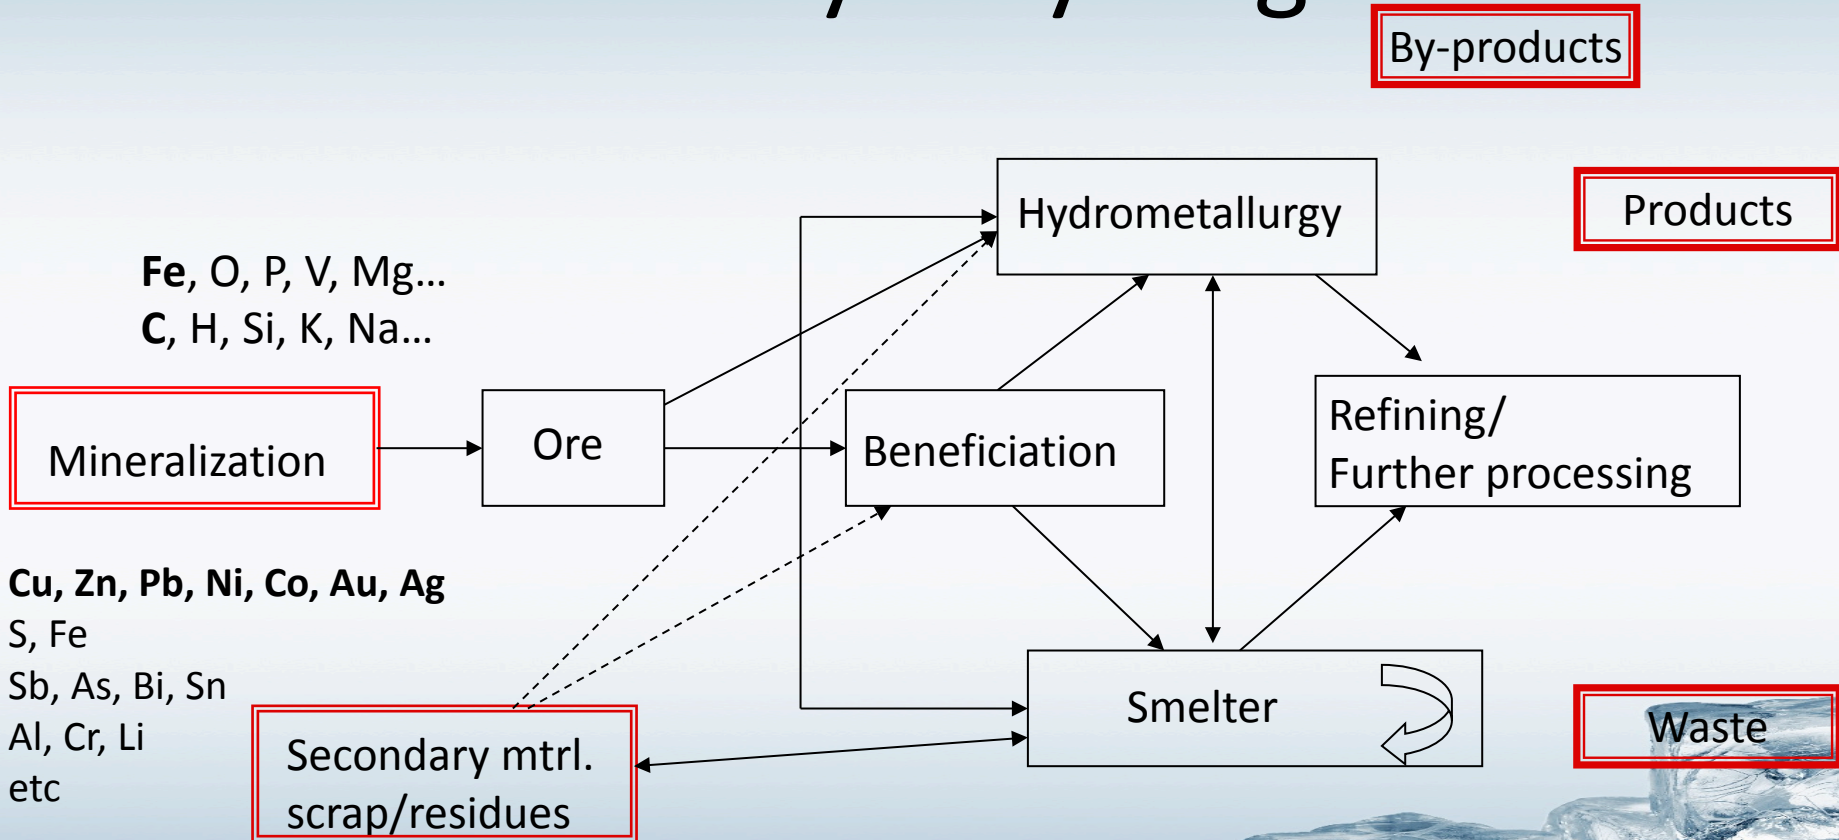 By-products
Hydrometallurgy
Products
Fe, O, P, V, Mg...
C, H, Si, K, Na...
Mineralization
Ore
Beneficiation
Refining/
Further processing
Cu, Zn, Pb, Ni, Co, Au, Ag
S, Fe
Sb, As, Bi, Sn
Al, Cr, Li
etc
Secondary mtrl.
scrap/residues
Smelter
Waste